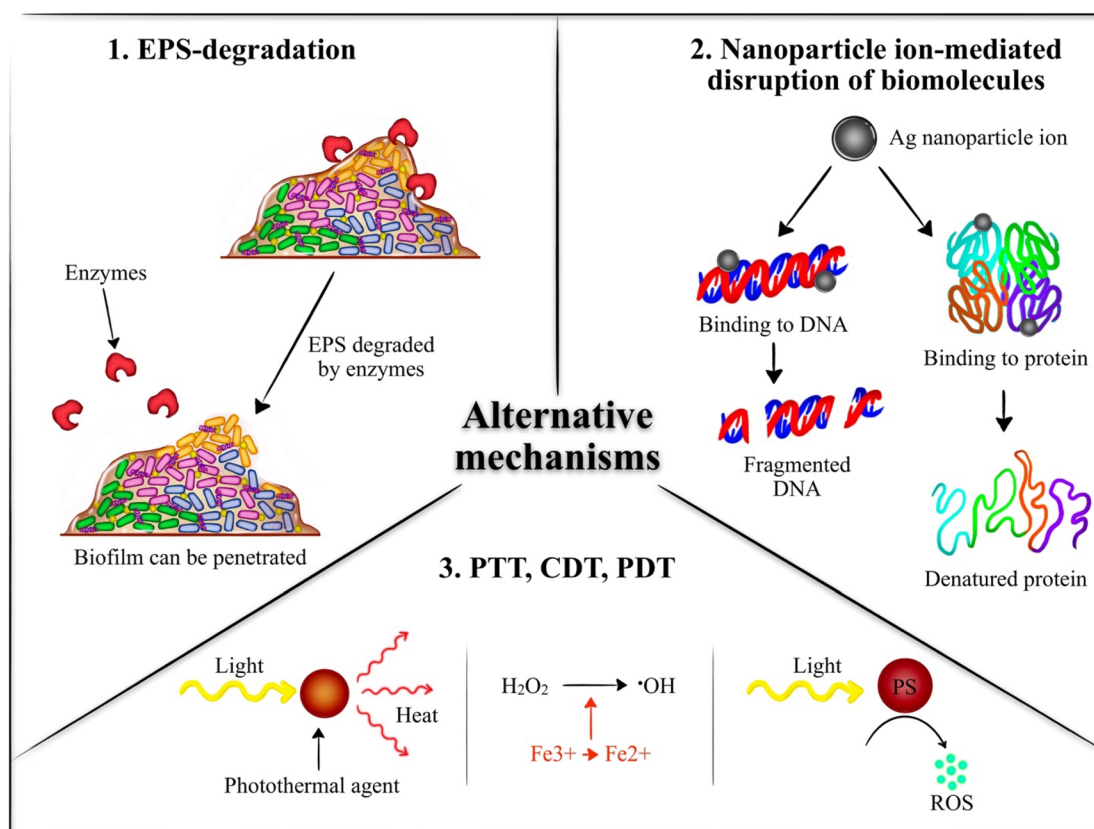 1. EPS-degradation
Enzymes
EPS degraded
by enzymes
Biofilm can be penetrated
2. Nanoparticle ion-mediated
disruption of biomolecules
Ag nanoparticle ion
Binding to DNA
Binding to protein
Fragmented
DNA
Denatured protein
Alternative
mechanisms
3. PTT, CDT, PDT
Light
Heat
Photothermal agent
H₂O₂ → ·OH
Fe3+ → Fe2+
Light
PS
ROS